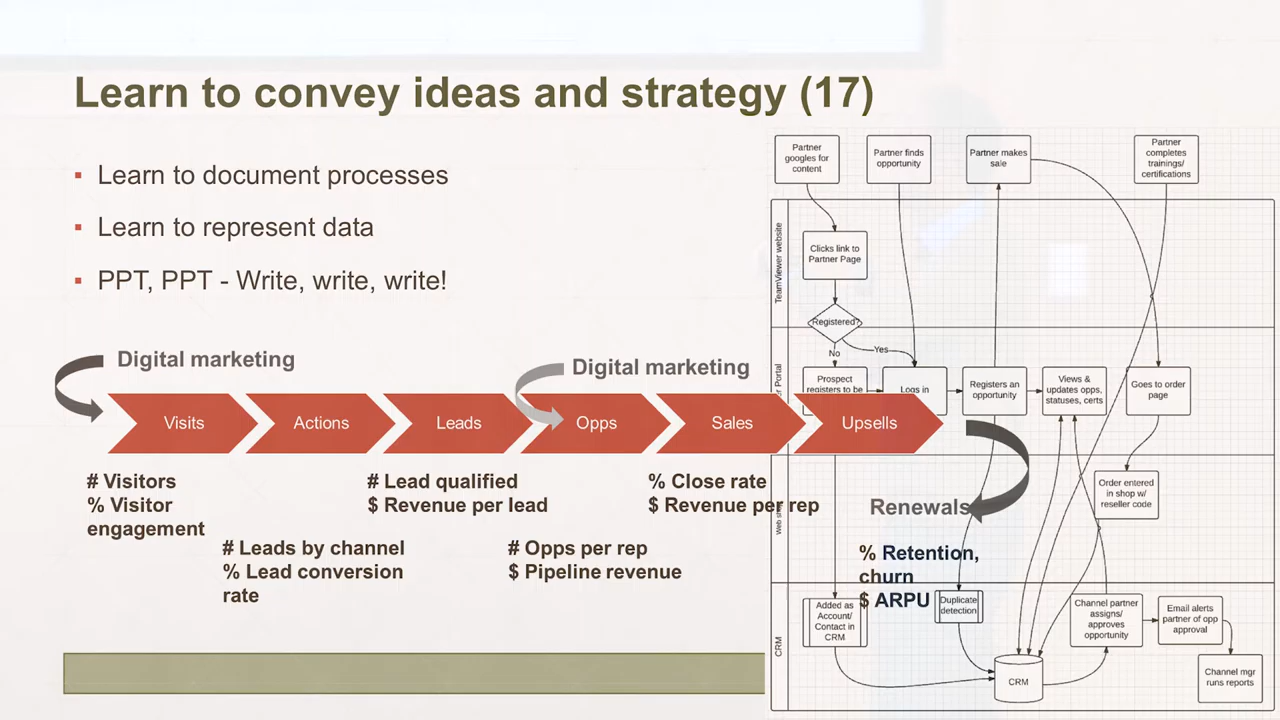 Learn to convey ideas and strategy (17)
▪ Learn to document processes
▪ Learn to represent data
▪ PPT, PPT - Write, write, write!
Digital marketing
Digital marketing
Visits
Actions
Leads
Opps
Sales
Upsells
# Visitors
% Visitor
engagement
# Leads by channel
% Lead conversion
rate
# Lead qualified
$ Revenue per lead
# Opps per rep
$ Pipeline revenue
% Close rate
$ Revenue per rep
Renewals
% Retention,
churn
$ ARPU
Partner
googles for
content
Partner finds
opportunity
Partner makes
sale
Partner
completes
trainings/
certifications
TeamViewer website
Clicks link to
Partner Page
Registered?
No
Yes
Portal
Prospect
registers to be
Logs in
Registers an
opportunity
Views &
updates opps,
statuses, certs
Goes to order
page
Web
Order entered
in shop w/
reseller code
CRM
Added as
Account/
Contact in
CRM
Duplicate
detection
CRM
Channel partner
assigns/
approves
opportunity
Email alerts
partner of opp
approval
Channel mgr
runs reports